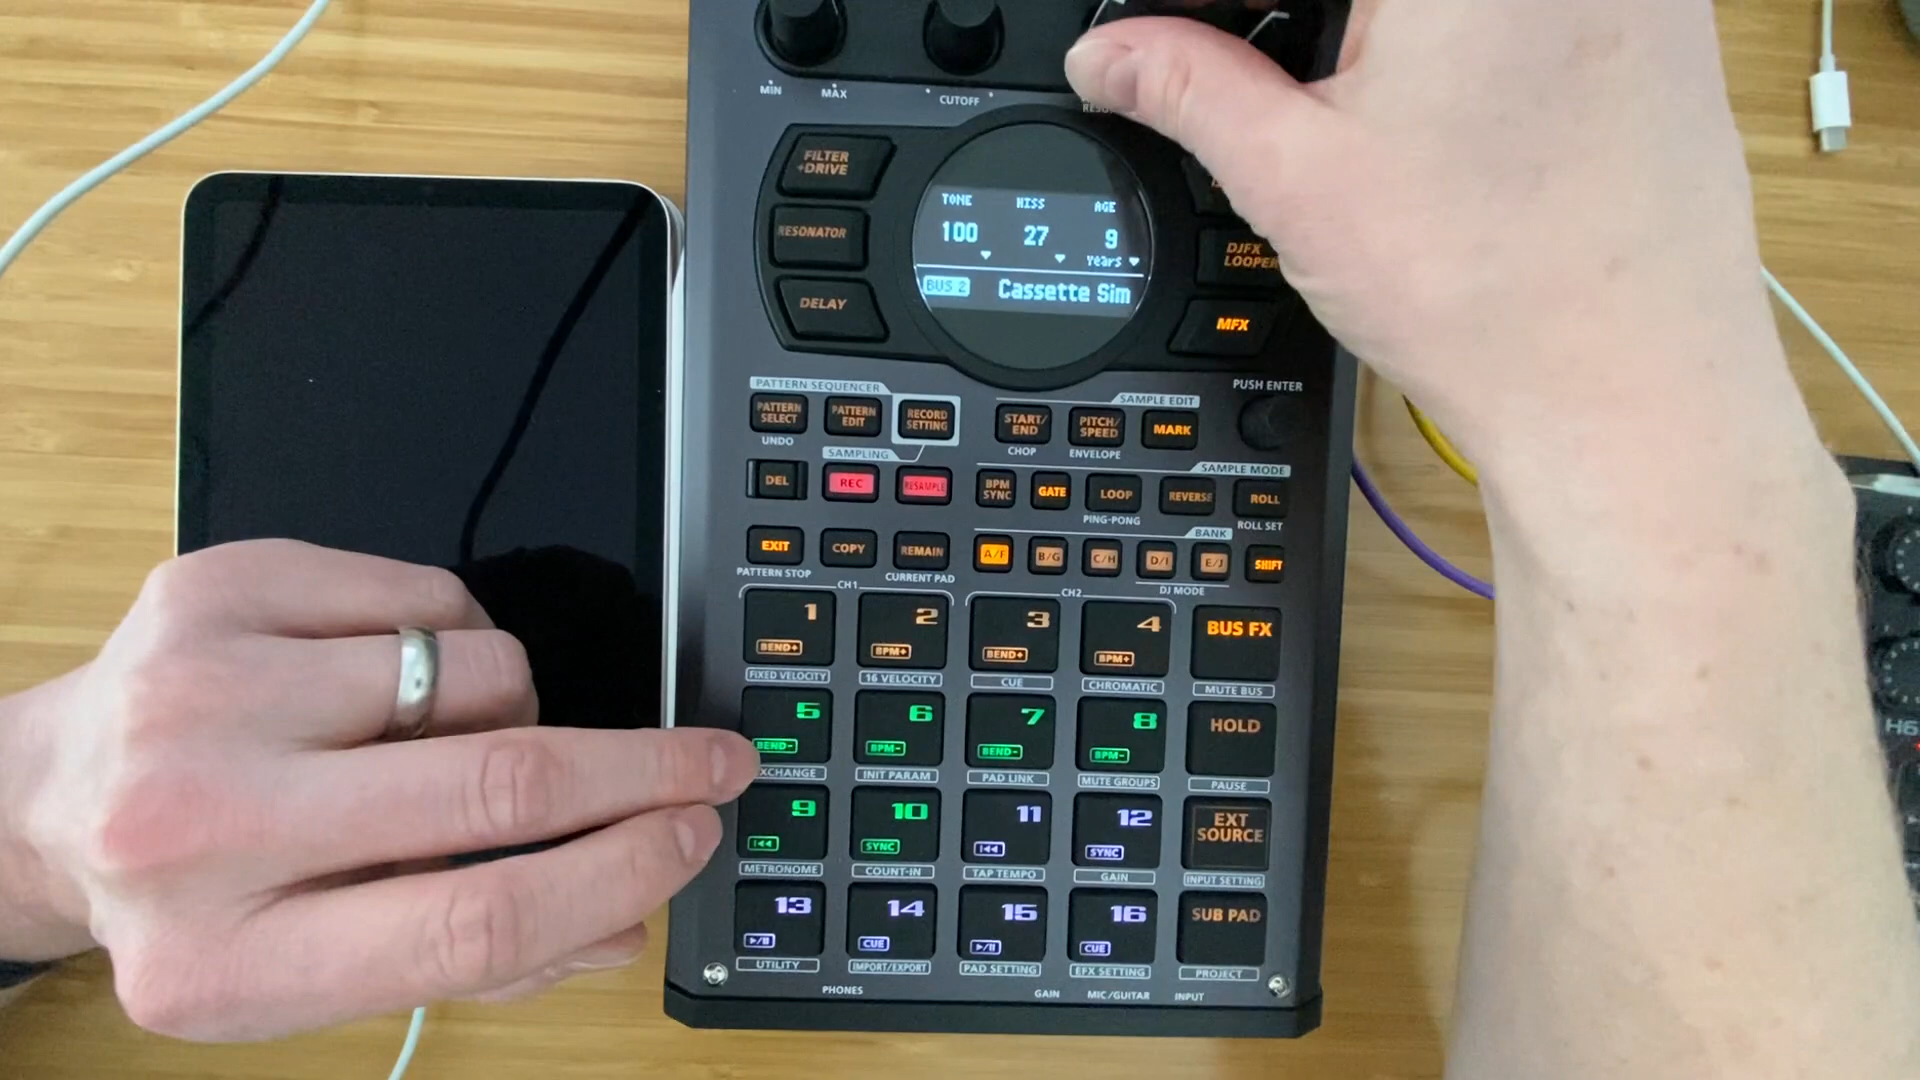 MIN
MAX
CUTOFF
FILTER
+DRIVE
RESONATOR
DELAY
TONE HISS AGE
100 27 9
Years
BUS 2 Cassette Sim
DJFX
LOOPER
MFX
PUSH ENTER
PATTERN SEQUENCER
PATTERN
SELECT
PATTERN
EDIT
RECORD
SETTING
UNDO
SAMPLE EDIT
START/
END
PITCH/
SPEED
MARK
CHOP
ENVELOPE
SAMPLING
DEL
REC
RESAMPLE
SAMPLE MODE
BPM
SYNC
GATE
LOOP
REVERSE
ROLL
PING-PONG
ROLL SET
EXIT
COPY
REMAIN
PATTERN STOP
CURRENT PAD
BANK
A/F
B/G
C/H
D/I
E/J
SHIFT
DJ MODE
CH1
CH2
1
BEND+
FIXED VELOCITY
2
BPM+
16 VELOCITY
3
BEND+
CUE
4
BPM+
CHROMATIC
BUS FX
MUTE BUS
5
BEND-
XCHANGE
6
BPM-
INIT PARAM
7
BEND-
PAD LINK
8
BPM-
MUTE GROUPS
HOLD
PAUSE
9
METRONOME
10
SYNC
COUNT-IN
11
TAP TEMPO
12
SYNC
GAIN
EXT
SOURCE
INPUT SETTING
13
UTILITY
14
CUE
IMPORT/EXPORT
15
PAD SETTING
16
CUE
EFX SETTING
SUB PAD
PROJECT
PHONES
GAIN
MIC/GUITAR
INPUT
H6